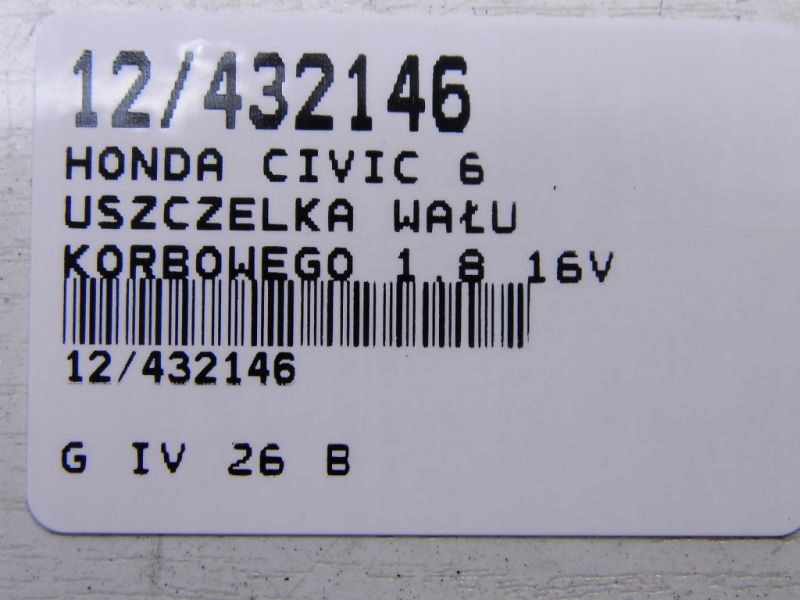 12/432146
HONDA CIVIC 6
USZCZELKA WAŁU
KORBOWEGO 1.8 16V
12/432146
G IV 26 B